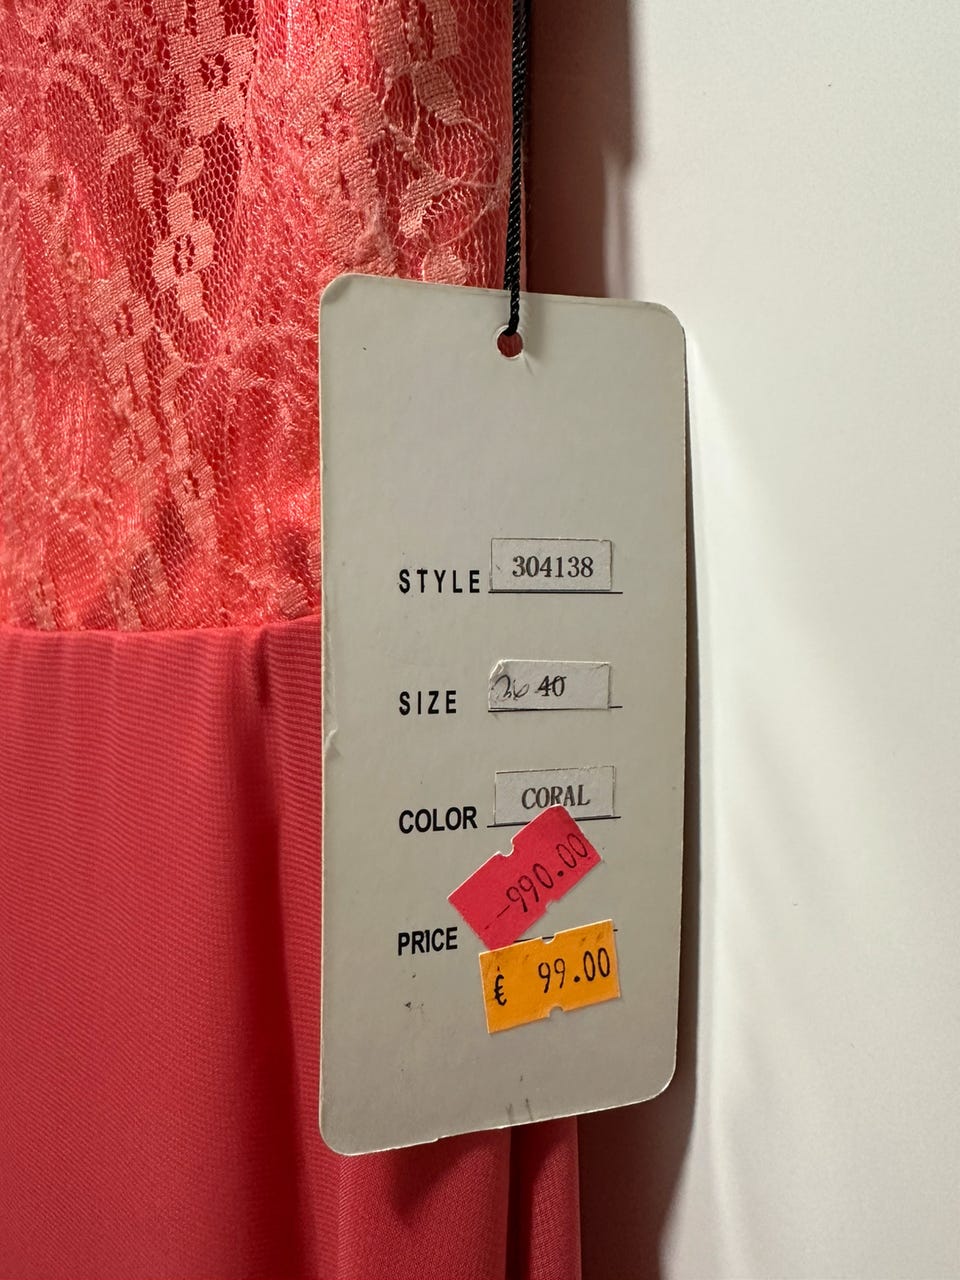 STYLE 304138
SIZE 36 40
COLOR CORAL
-990.00
PRICE
€ 99.00